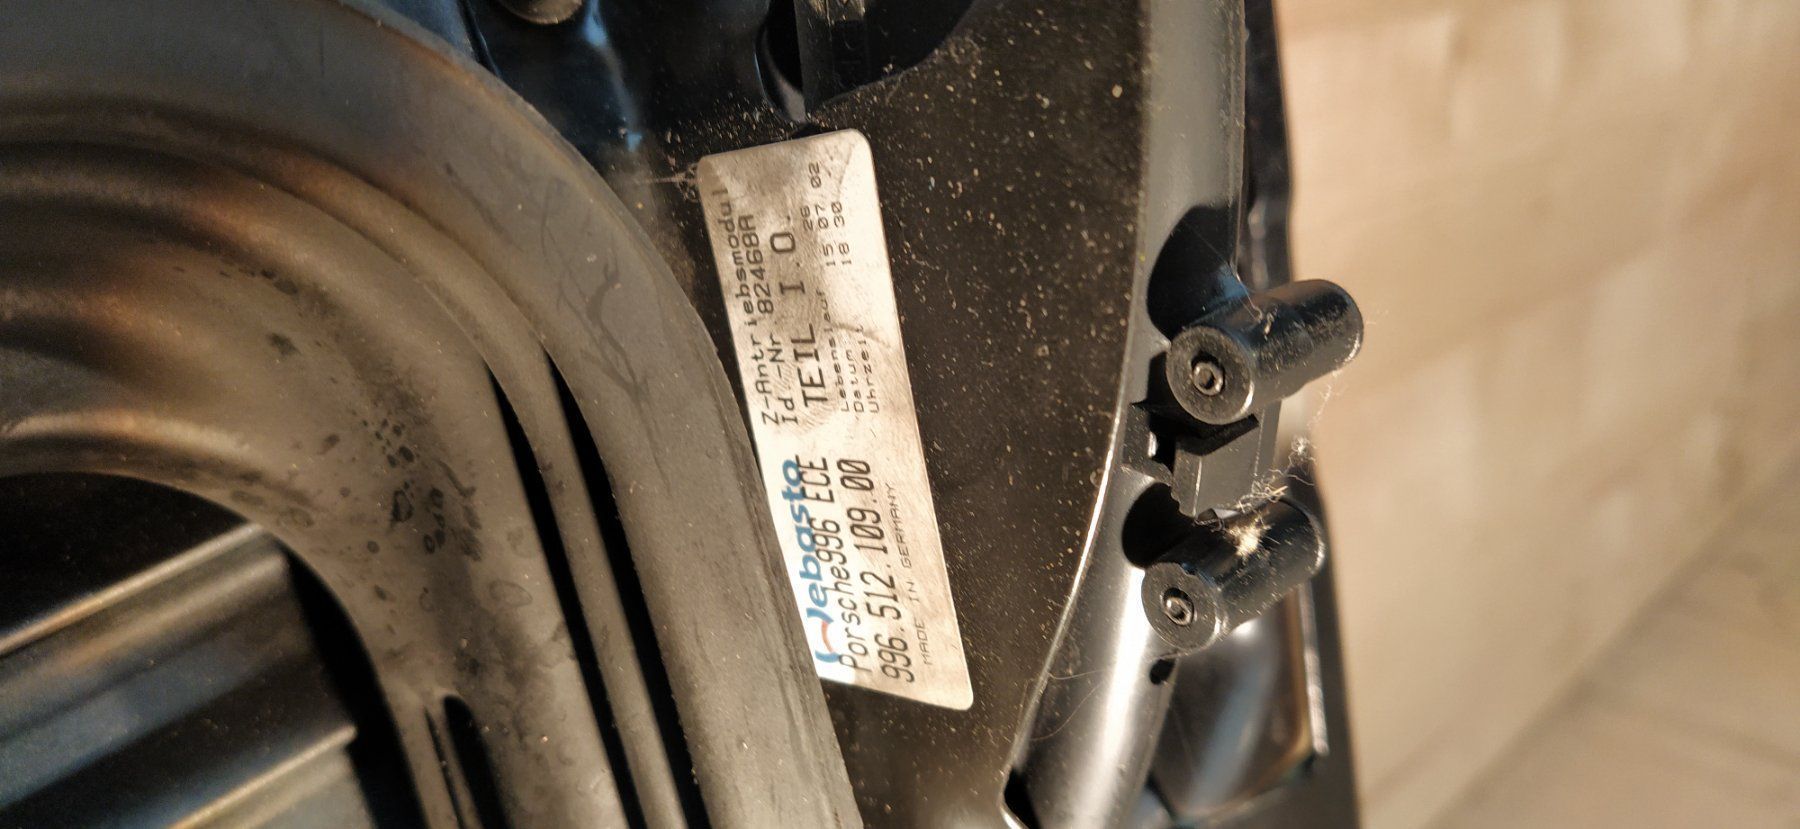 Webasto
Porsche996 ECE
996.512.109.00
MADE IN GERMANY
Z-Antriebsmodul
Id.-Nr 82468A
TEIL I.O.
Lebenslauf 26
Datum: 15.07.02
Uhrzeit 18:30